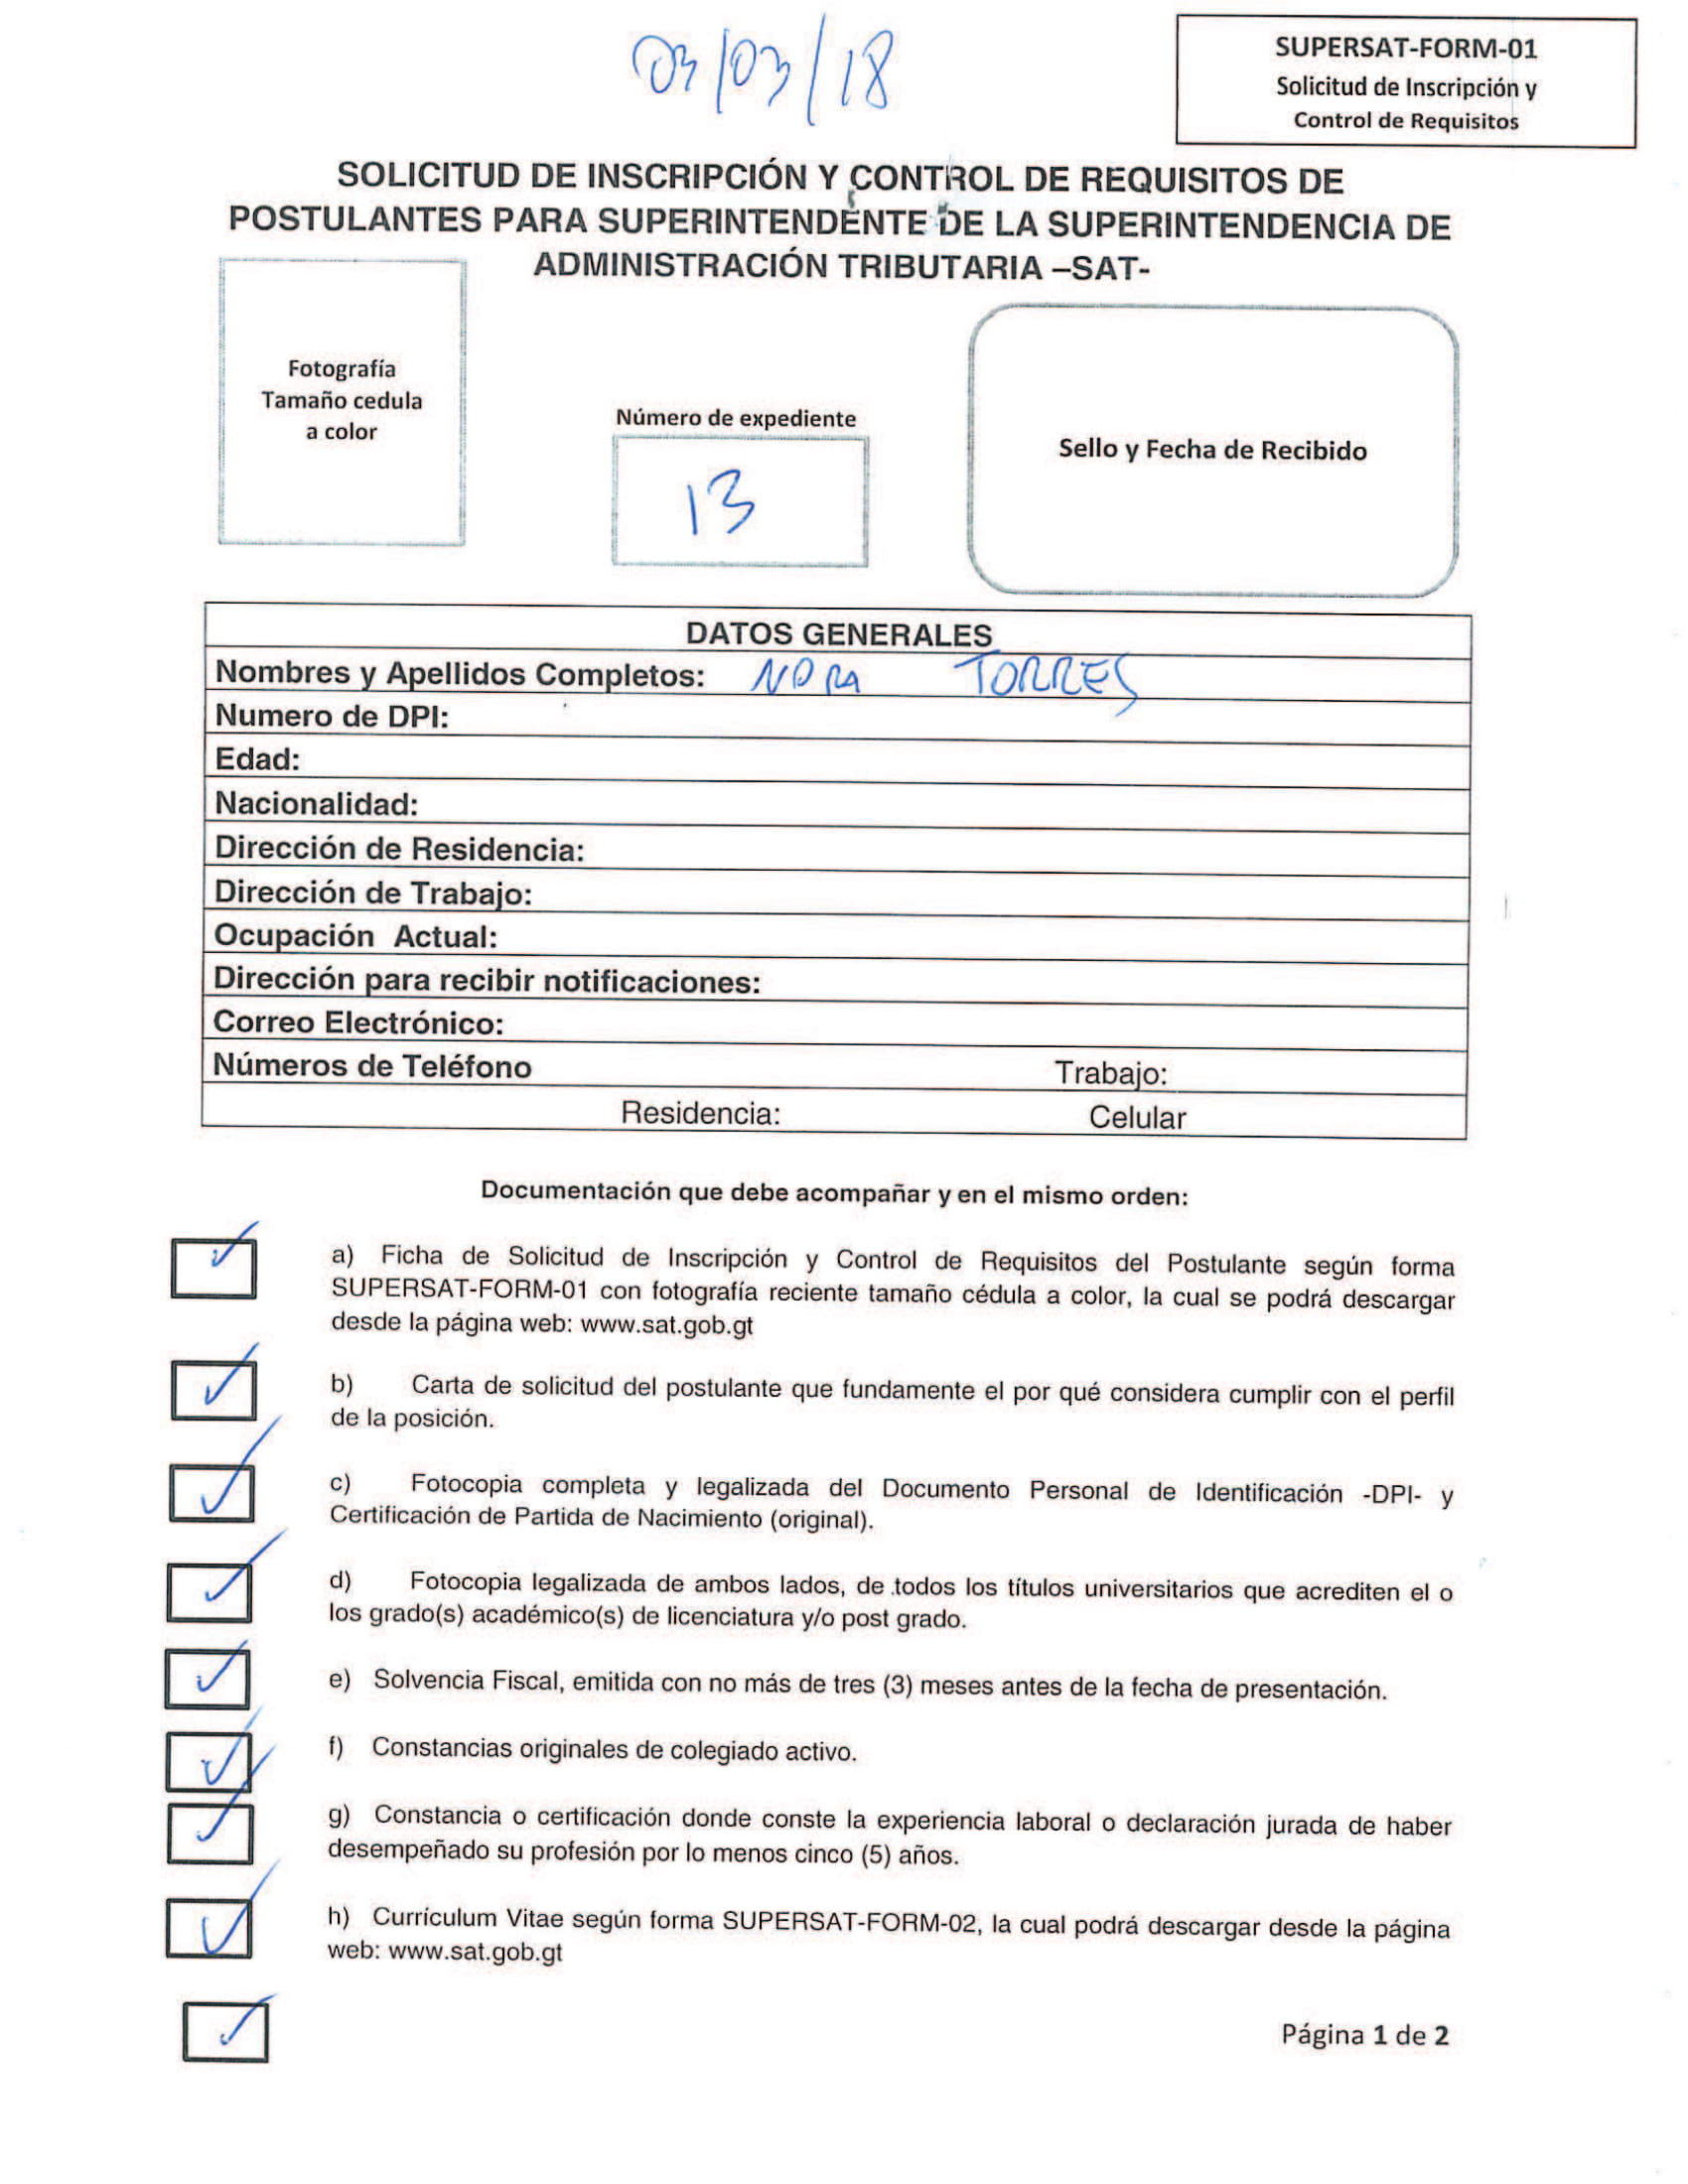 03/03/18
SUPERSAT-FORM-01
Solicitud de Inscripción y
Control de Requisitos
SOLICITUD DE INSCRIPCIÓN Y CONTROL DE REQUISITOS DE
POSTULANTES PARA SUPERINTENDENTE DE LA SUPERINTENDENCIA DE
ADMINISTRACIÓN TRIBUTARIA –SAT-
Fotografía
Tamaño cedula
a color
Número de expediente
13
Sello y Fecha de Recibido
DATOS GENERALES
Nombres y Apellidos Completos: NORA TORRES
Numero de DPI:
Edad:
Nacionalidad:
Dirección de Residencia:
Dirección de Trabajo:
Ocupación Actual:
Dirección para recibir notificaciones:
Correo Electrónico:
Números de Teléfono Trabajo:
Residencia: Celular
Documentación que debe acompañar y en el mismo orden:
a) Ficha de Solicitud de Inscripción y Control de Requisitos del Postulante según forma
SUPERSAT-FORM-01 con fotografía reciente tamaño cédula a color, la cual se podrá descargar
desde la página web: www.sat.gob.gt
b) Carta de solicitud del postulante que fundamente el por qué considera cumplir con el perfil
de la posición.
c) Fotocopia completa y legalizada del Documento Personal de Identificación -DPI- y
Certificación de Partida de Nacimiento (original).
d) Fotocopia legalizada de ambos lados, de todos los títulos universitarios que acrediten el o
los grado(s) académico(s) de licenciatura y/o post grado.
e) Solvencia Fiscal, emitida con no más de tres (3) meses antes de la fecha de presentación.
f) Constancias originales de colegiado activo.
g) Constancia o certificación donde conste la experiencia laboral o declaración jurada de haber
desempeñado su profesión por lo menos cinco (5) años.
h) Currículum Vitae según forma SUPERSAT-FORM-02, la cual podrá descargar desde la página
web: www.sat.gob.gt
Página 1 de 2